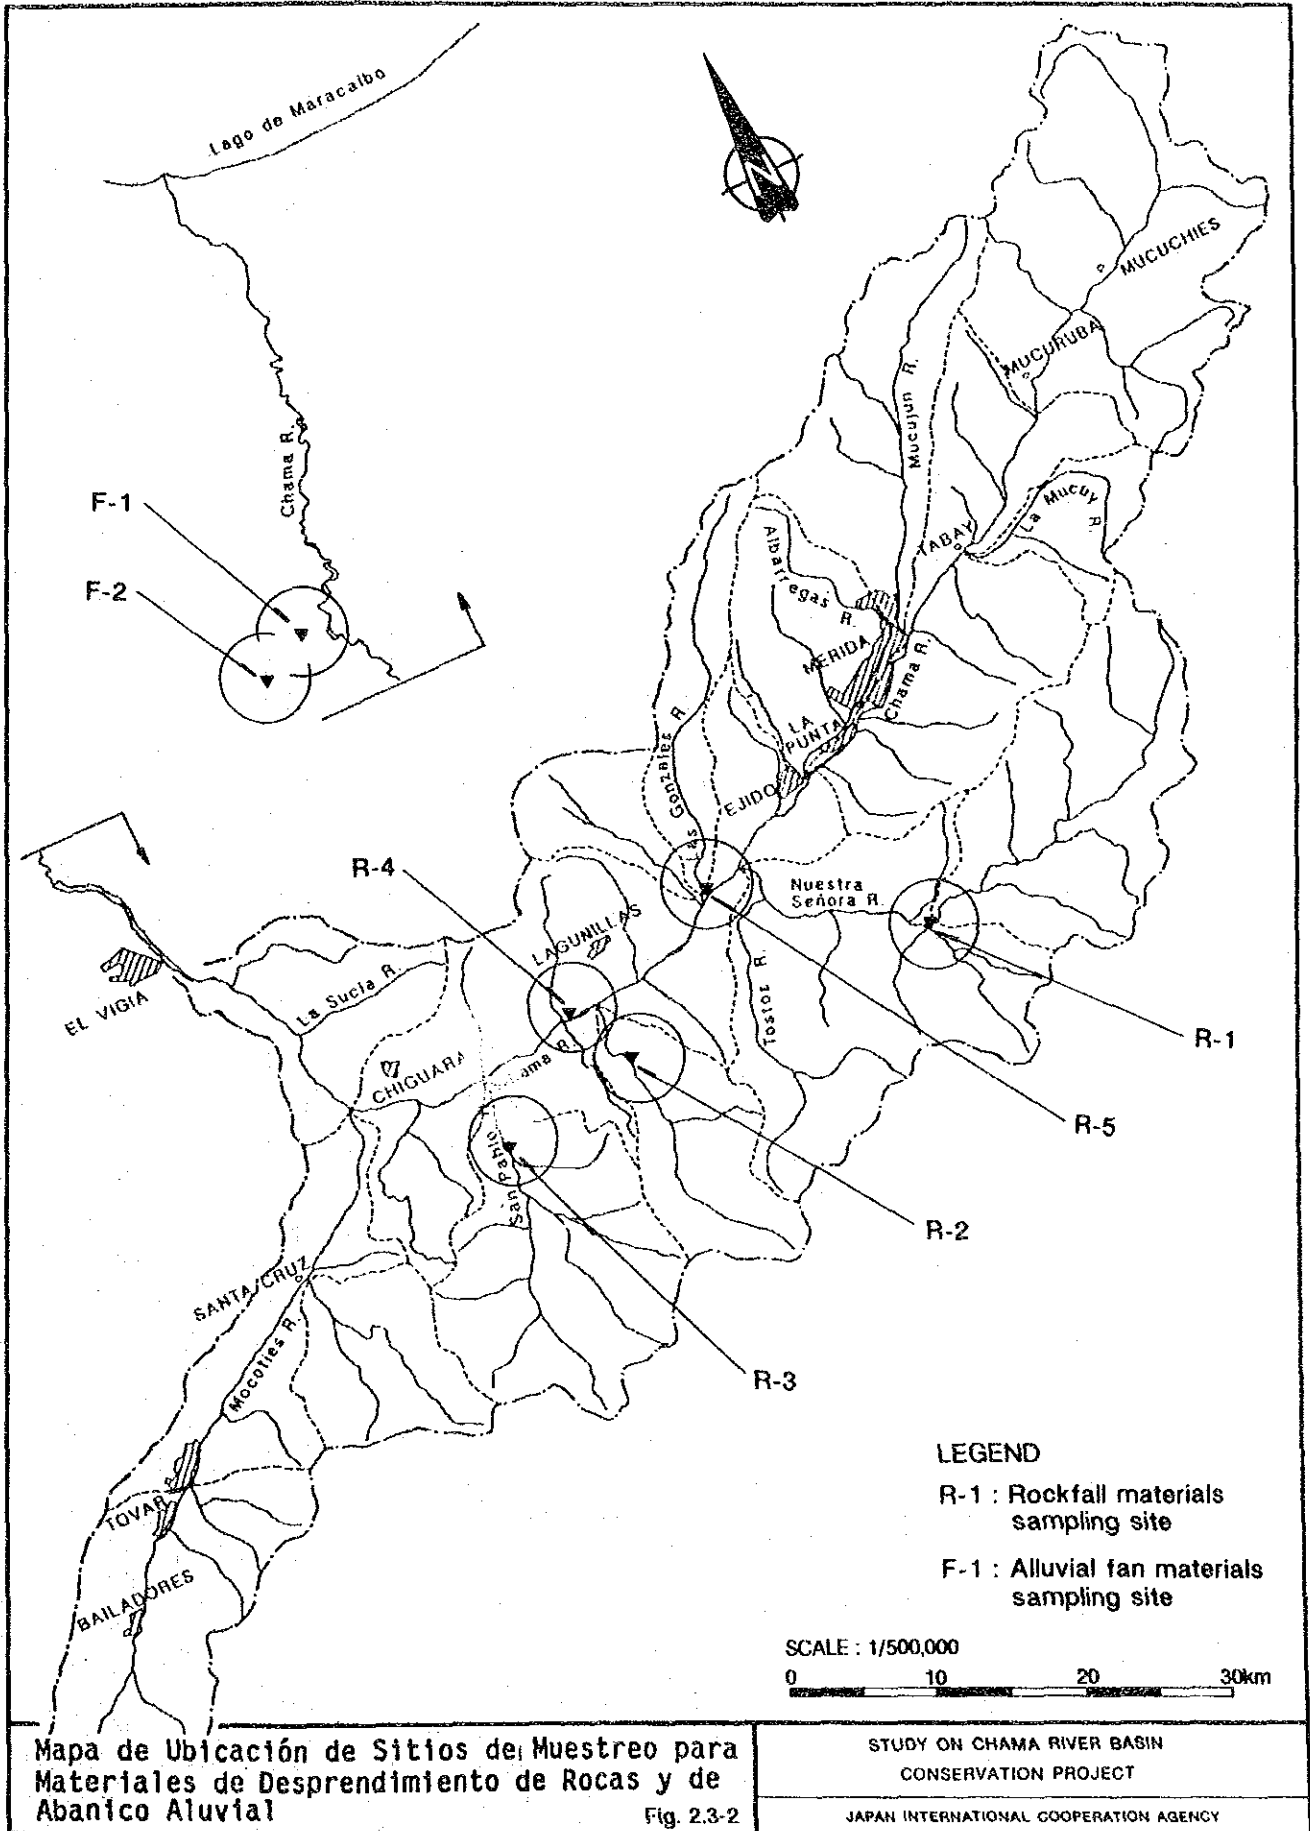 Lago de Maracaibo
N
MUCUCHIES
MUCURUBA
Mucujun R.
Chama R.
F-1
La Mucuy R.
TABAY
Albarregas R.
F-2
MERIDA
Chama R.
LA PUNTA
Las Gonzales R.
EJIDO
R-4
Nuestra
Señora R.
LAGUNILLAS
La Sucia R.
EL VIGIA
R-1
CHIGUARA
ama R.
R-5
San Pablo
R-2
SANTA CRUZ
Mocoties R.
R-3
LEGEND
R-1 : Rockfall materials
sampling site
TOVAR
F-1 : Alluvial fan materials
sampling site
BAILADORES
SCALE : 1/500,000
0 10 20 30km
Mapa de Ubicación de Sitios de Muestreo para
Materiales de Desprendimiento de Rocas y de
Abanico Aluvial
Fig. 2.3-2
STUDY ON CHAMA RIVER BASIN
CONSERVATION PROJECT
JAPAN INTERNATIONAL COOPERATION AGENCY